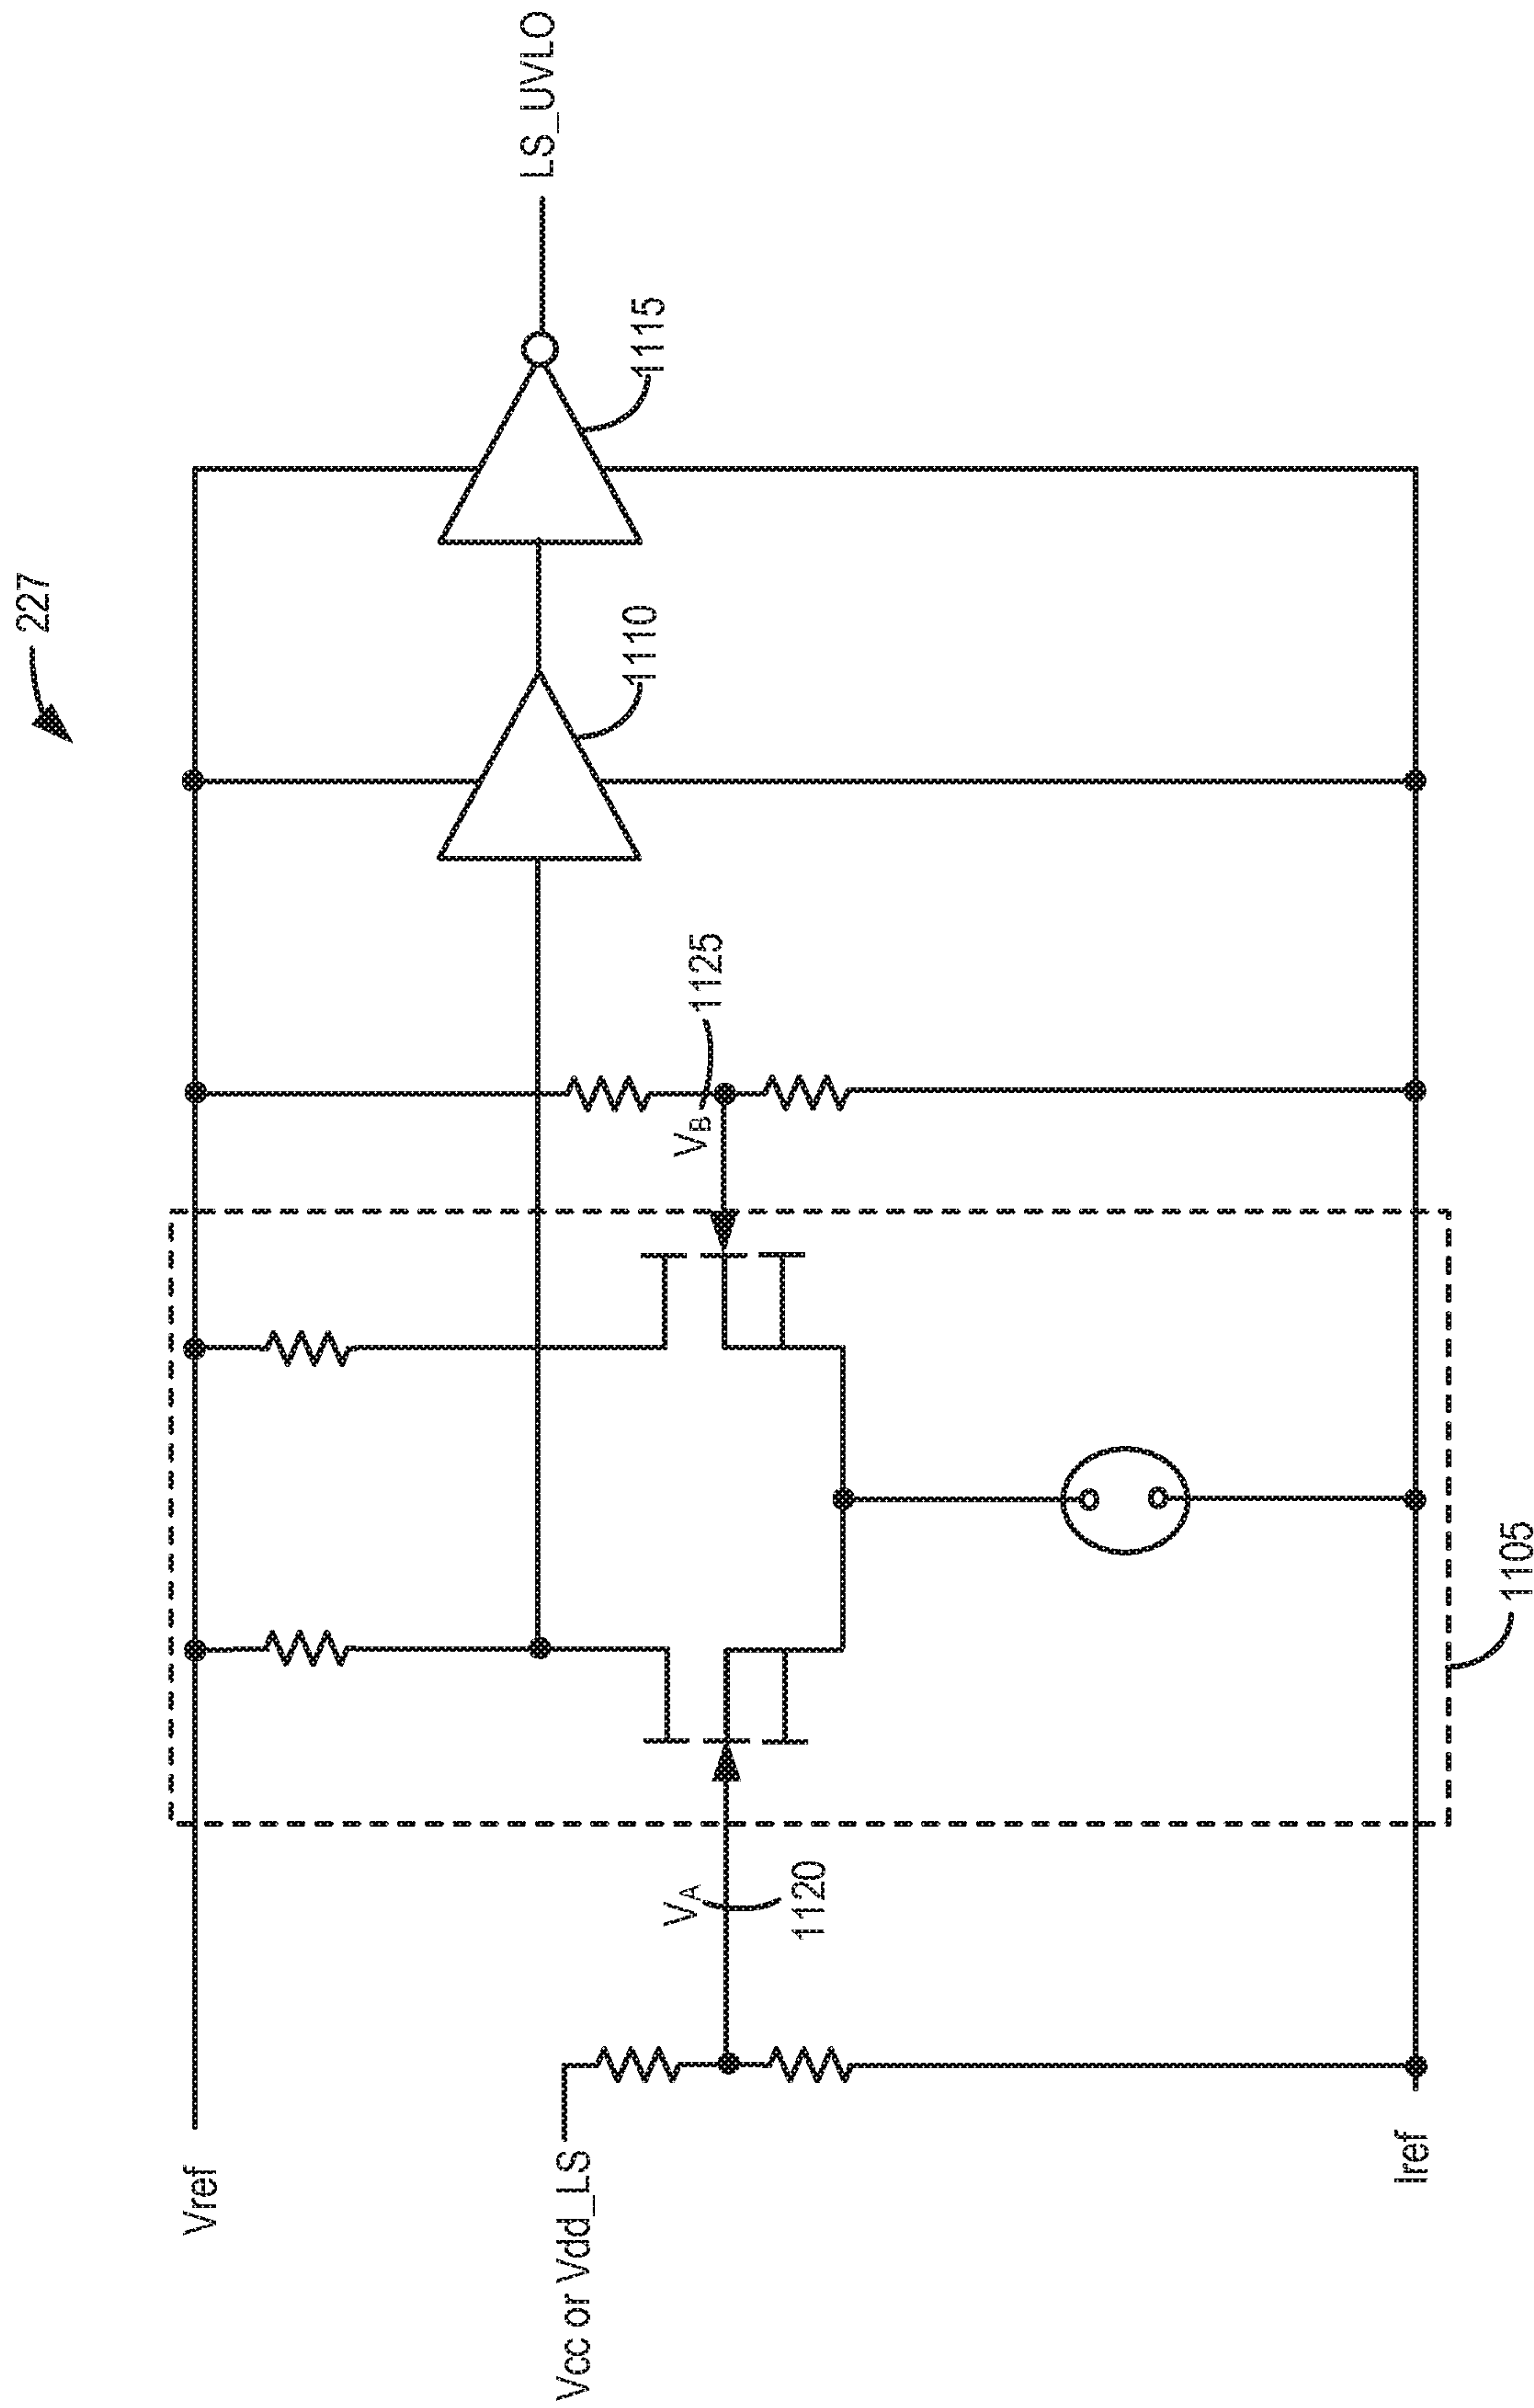 227
Vref
LS_UVLO
1115
1110
Vcc or Vdd_LS
VA
1120
VB
1125
Iref
1105